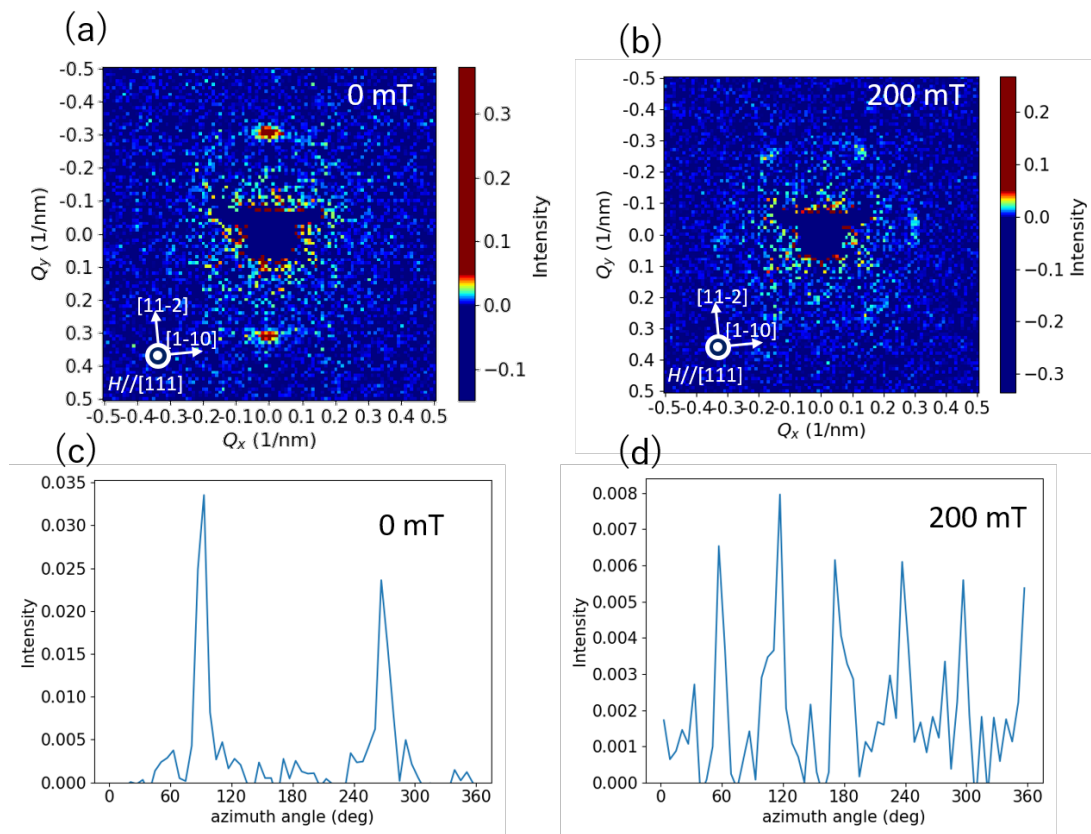 (a)
0 mT
-0.5
-0.4
-0.3
-0.2
-0.1
0.0
0.1
0.2
0.3
0.4
0.5
Q_y (1/nm)
[11-2]
[1-10]
H//[111]
-0.5-0.4-0.3-0.2-0.10.0 0.1 0.2 0.3 0.4 0.5
Q_x (1/nm)
0.3
0.2
0.1
0.0
−0.1
Intensity
(b)
200 mT
-0.5
-0.4
-0.3
-0.2
-0.1
0.0
0.1
0.2
0.3
0.4
0.5
Q_y (1/nm)
[11-2]
[1-10]
H//[111]
-0.5-0.4-0.3-0.2-0.10.0 0.1 0.2 0.3 0.4 0.5
Q_x (1/nm)
0.2
0.1
0.0
−0.1
−0.2
−0.3
Intensity
(c)
0 mT
0.035
0.030
0.025
0.020
0.015
0.010
0.005
0.000
Intensity
0 60 120 180 240 300 360
azimuth angle (deg)
(d)
200 mT
0.008
0.007
0.006
0.005
0.004
0.003
0.002
0.001
0.000
Intensity
0 60 120 180 240 300 360
azimuth angle (deg)